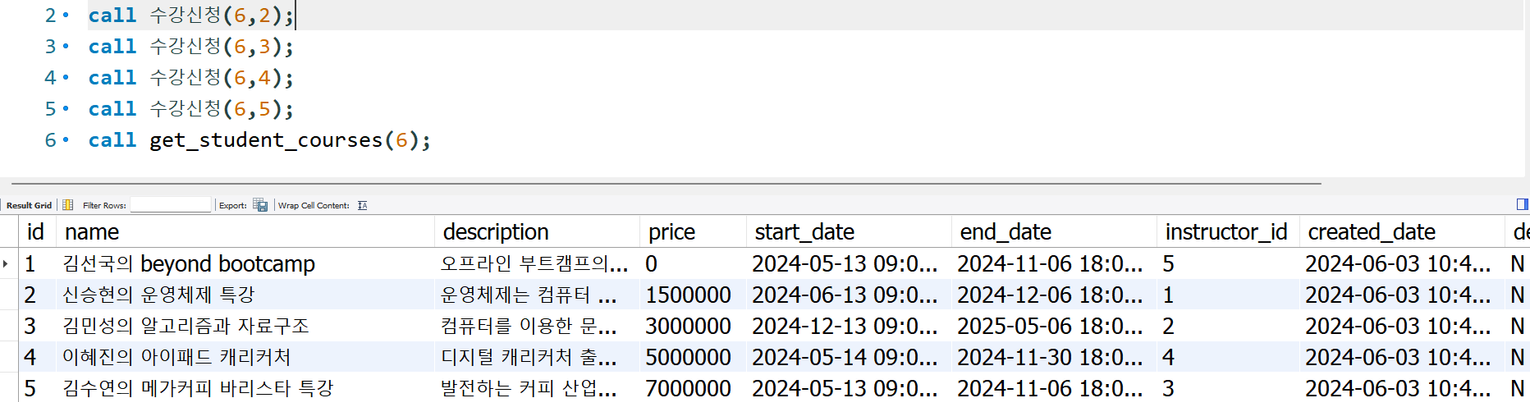 2 call 수강신청(6,2);
3 call 수강신청(6,3);
4 call 수강신청(6,4);
5 call 수강신청(6,5);
6 call get_student_courses(6);
Result Grid Filter Rows: Export: Wrap Cell Content:
id name description price start_date end_date instructor_id created_date de
1 김선국의 beyond bootcamp 오프라인 부트캠프의... 0 2024-05-13 09:0... 2024-11-06 18:0... 5 2024-06-03 10:4... N
2 신승현의 운영체제 특강 운영체제는 컴퓨터 ... 1500000 2024-06-13 09:0... 2024-12-06 18:0... 1 2024-06-03 10:4... N
3 김민성의 알고리즘과 자료구조 컴퓨터를 이용한 문... 3000000 2024-12-13 09:0... 2025-05-06 18:0... 2 2024-06-03 10:4... N
4 이혜진의 아이패드 캐리커처 디지털 캐리커처 출... 5000000 2024-05-14 09:0... 2024-11-30 18:0... 4 2024-06-03 10:4... N
5 김수연의 메가커피 바리스타 특강 발전하는 커피 산업... 7000000 2024-05-13 09:0... 2024-11-06 18:0... 3 2024-06-03 10:4... N